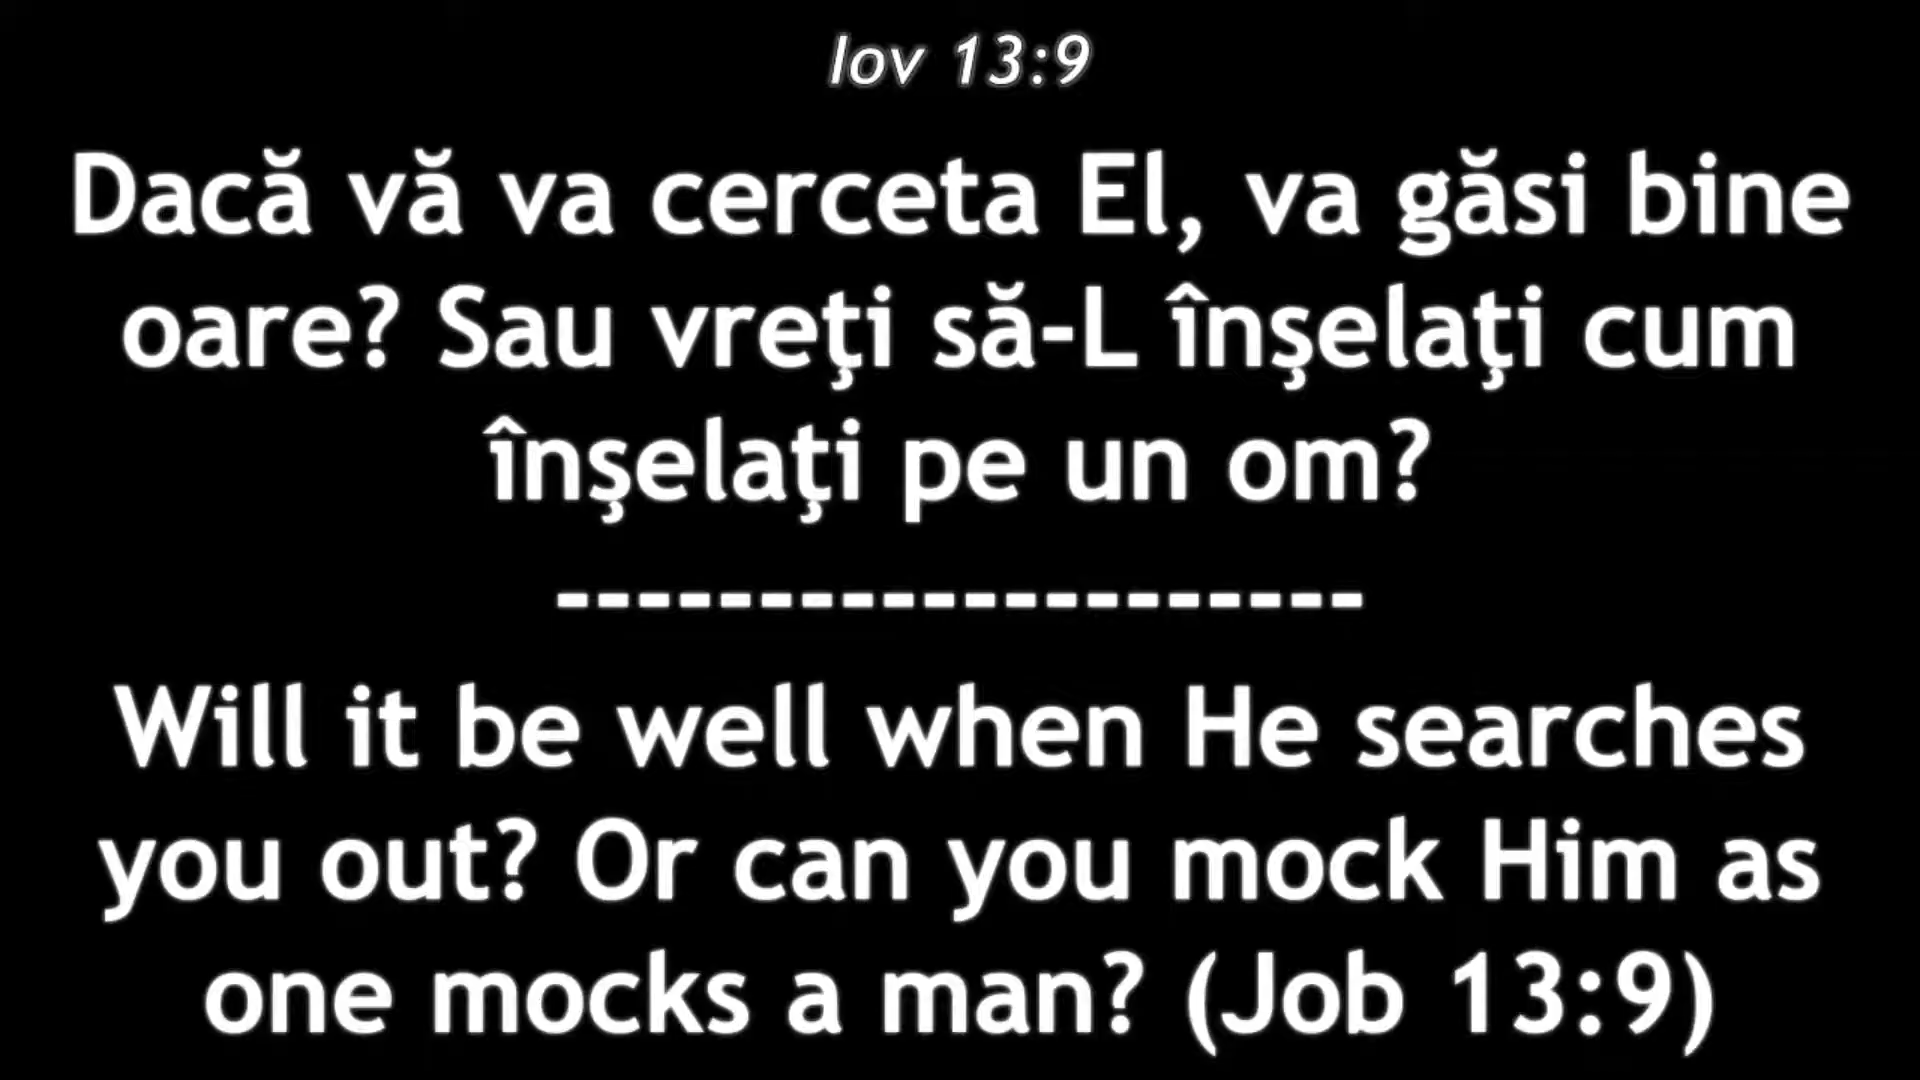 Iov 13:9
Dacă vă va cerceta El, va găsi bine
oare? Sau vreţi să-L înşelaţi cum
înşelaţi pe un om?
--------------------
Will it be well when He searches
you out? Or can you mock Him as
one mocks a man? (Job 13:9)